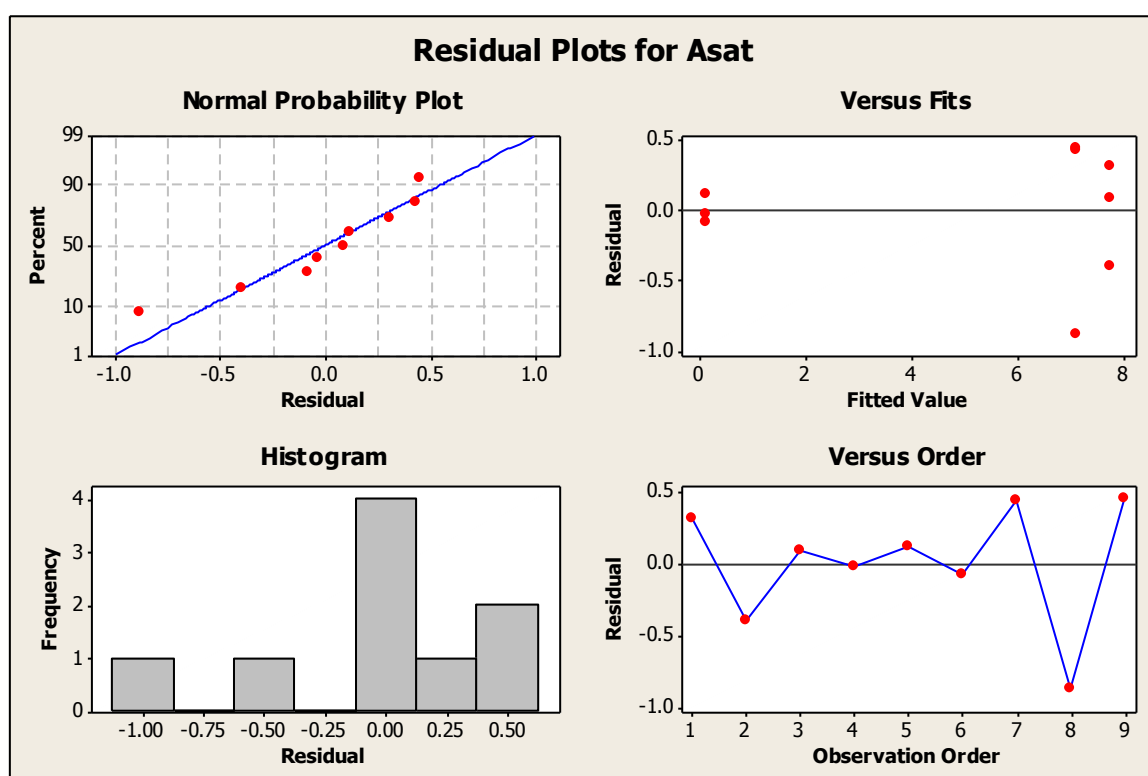 Residual Plots for Asat
Normal Probability Plot
99
90
50
10
1
Percent
-1.0 -0.5 0.0 0.5 1.0
Residual
Versus Fits
0.5
0.0
-0.5
-1.0
Residual
0 2 4 6 8
Fitted Value
Histogram
4
3
2
1
0
Frequency
-1.00 -0.75 -0.50 -0.25 0.00 0.25 0.50
Residual
Versus Order
0.5
0.0
-0.5
-1.0
Residual
1 2 3 4 5 6 7 8 9
Observation Order